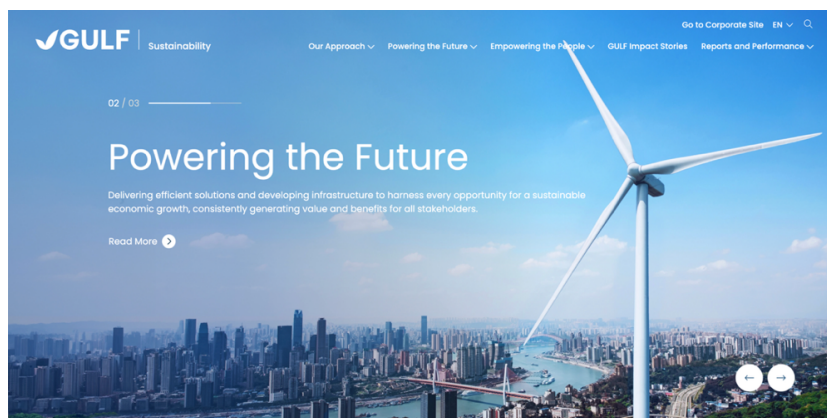 Go to Corporate Site EN
GULF Sustainability
Our Approach Powering the Future Empowering the People GULF Impact Stories Reports and Performance
02 / 03
Powering the Future
Delivering efficient solutions and developing infrastructure to harness every opportunity for a sustainable
economic growth, consistently generating value and benefits for all stakeholders.
Read More